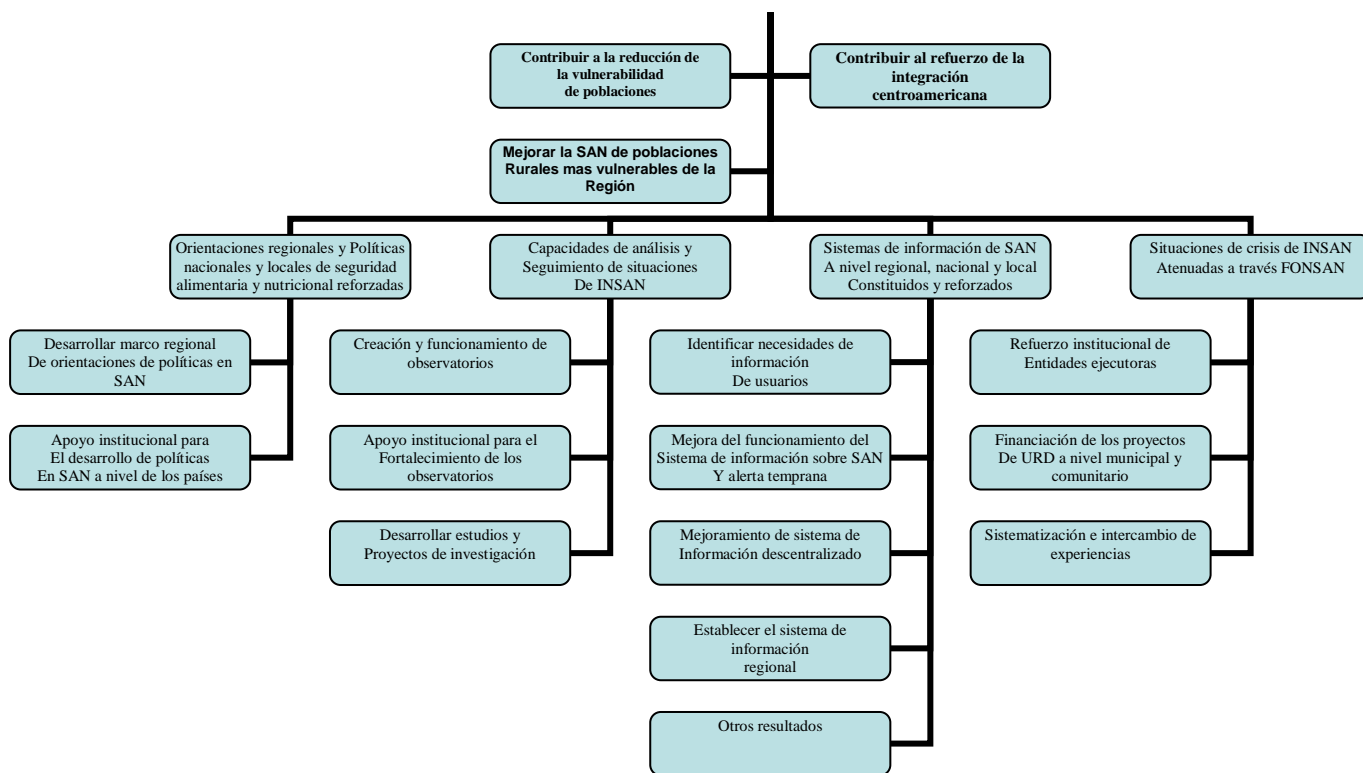 Contribuir a la reducción de
la vulnerabilidad
de poblaciones
Contribuir al refuerzo de la
integración
centroamericana
Mejorar la SAN de poblaciones
Rurales mas vulnerables de la
Región
Orientaciones regionales y Políticas
nacionales y locales de seguridad
alimentaria y nutricional reforzadas
Capacidades de análisis y
Seguimiento de situaciones
De INSAN
Sistemas de información de SAN
A nivel regional, nacional y local
Constituidos y reforzados
Situaciones de crisis de INSAN
Atenuadas a través FONSAN
Desarrollar marco regional
De orientaciones de políticas en
SAN
Apoyo institucional para
El desarrollo de políticas
En SAN a nivel de los países
Creación y funcionamiento de
observatorios
Apoyo institucional para el
Fortalecimiento de los
observatorios
Desarrollar estudios y
Proyectos de investigación
Identificar necesidades de
información
De usuarios
Mejora del funcionamiento del
Sistema de información sobre SAN
Y alerta temprana
Mejoramiento de sistema de
Información descentralizado
Establecer el sistema de
información
regional
Otros resultados
Refuerzo institucional de
Entidades ejecutoras
Financiación de los proyectos
De URD a nivel municipal y
comunitario
Sistematización e intercambio de
experiencias